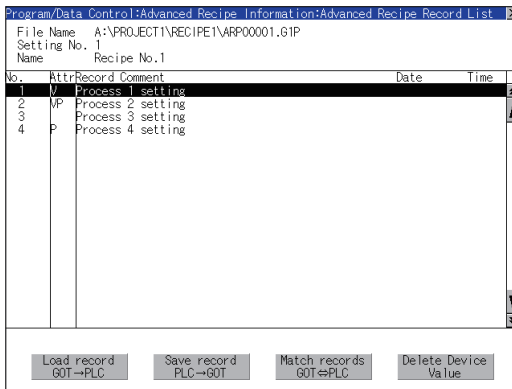 Program/Data Control:Advanced Recipe Information:Advanced Recipe Record List
File Name A:\PROJECT1\RECIPE1\ARP00001.G1P
Setting No. 1
Name Recipe No.1
No. Attr Record Comment Date Time
1 V Process 1 setting
2 VP Process 2 setting
3 Process 3 setting
4 P Process 4 setting
Load record Save record Match records Delete Device
GOT→PLC PLC→GOT GOT⇔PLC Value